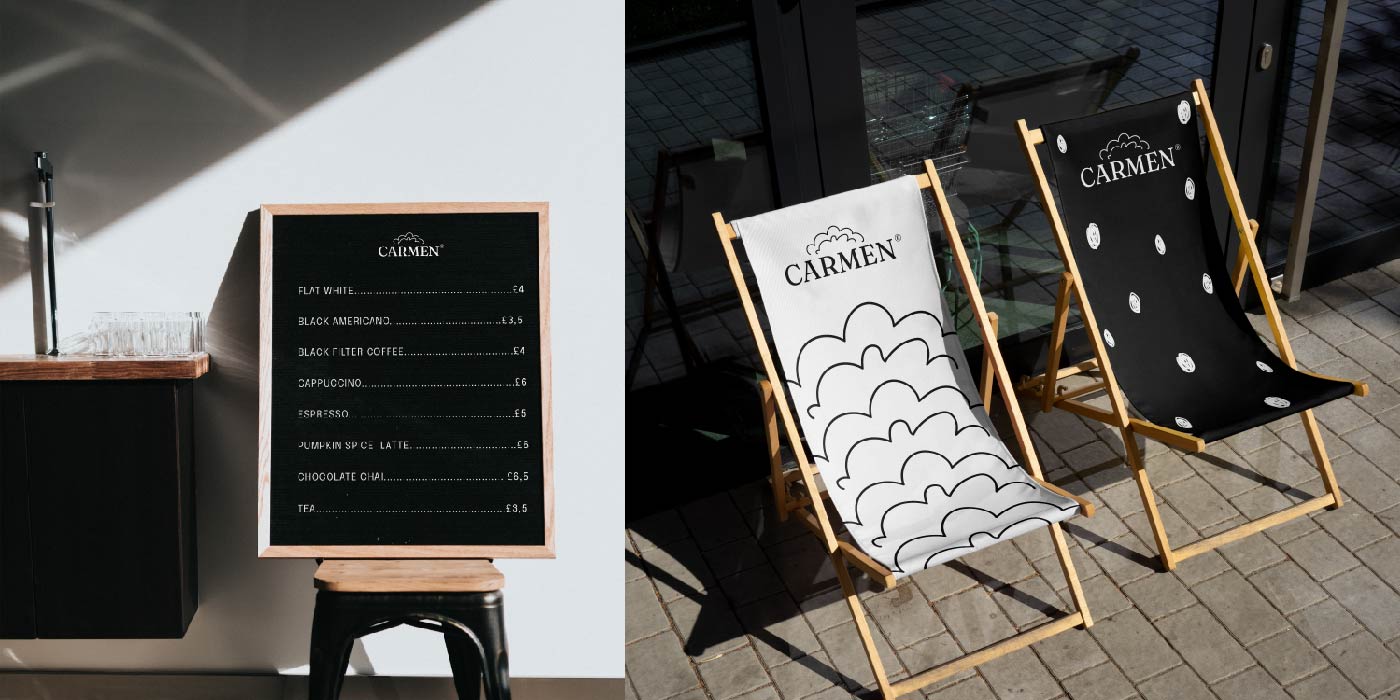 CARMEN®
FLAT WHITE........................................£4
BLACK AMERICANO........................................£3,5
BLACK FILTER COFFEE........................................£4
CAPPUCCINO........................................£6
ESPRESSO........................................£5
PUMPKIN SPICE LATTE........................................£6
CHOCOLATE CHAI........................................£6,5
TEA........................................£3,5
CARMEN®
CARMEN®